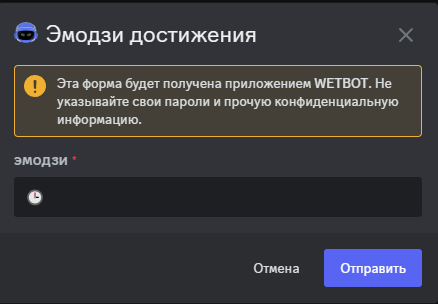 Эмодзи достижения
Эта форма будет получена приложением WETBOT. Не
указывайте свои пароли и прочую конфиденциальную
информацию.
ЭМОДЗИ *
🕒
Отмена
Отправить